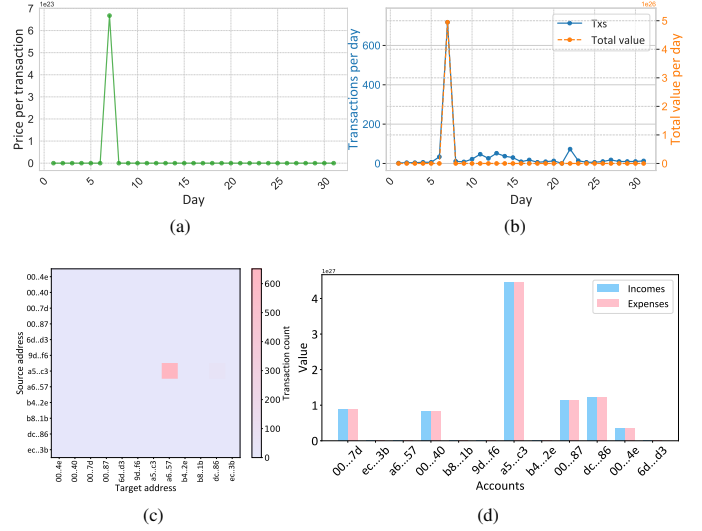 1e23
7
6
5
4
3
2
1
0
Price per transaction
0
5
10
15
20
25
30
Day
(a)
1e26
Txs
Total value
600
400
200
0
Transactions per day
5
4
3
2
1
0
Total value per day
0
5
10
15
20
25
30
Day
(b)
00..4e
00..40
00..7d
00..87
6d..d3
9d..f6
a5..c3
a6..57
b4..2e
b8..1b
dc..86
ec..3b
Source address
00..4e
00..40
00..7d
00..87
6d..d3
9d..f6
a5..c3
a6..57
b4..2e
b8..1b
dc..86
ec..3b
Target address
600
500
400
300
200
100
0
Transaction count
(c)
1e27
Incomes
Expenses
4
3
2
1
0
Value
00...7d
ec...3b
a6...57
00...40
b8...1b
9d...f6
a5...c3
b4...2e
00...87
dc...86
00...4e
6d...d3
Accounts
(d)